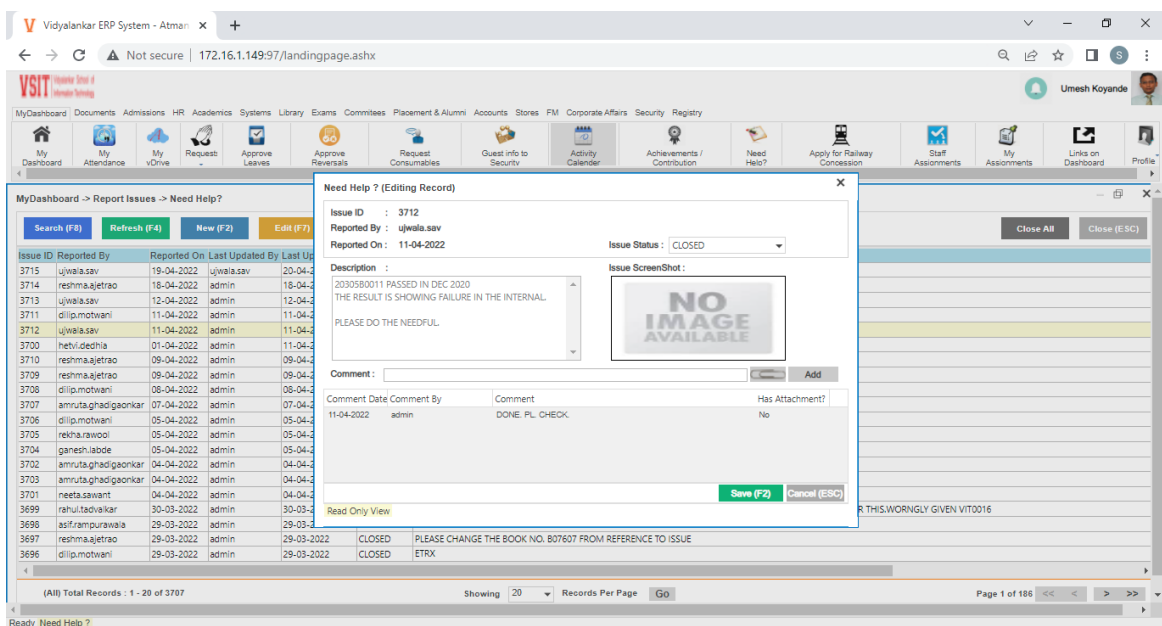 Vidyalankar ERP System - Atman
Not secure 172.16.1.149:97/landingpage.ashx
S
VSIT Vidyalankar School of
Information Technology
Umesh Koyande
MyDashboard Documents Admissions HR Academics Systems Library Exams Commitees Placement & Alumni Accounts Stores FM Corporate Affairs Security Registry
My Dashboard My Attendance My vDrive Request Approve Leaves Approve Reversals Request Consumables Guest info to Security Activity Calender Achievements / Contribution Need Help? Apply for Railway Concession Staff Assignments My Assignments Links on Dashboard Profile
MyDashboard -> Report Issues -> Need Help?
Search (F8) Refresh (F4) New (F2) Edit (F7) Close All Close (ESC)
Need Help ? (Editing Record)
Issue ID : 3712
Reported By : ujwala.sav
Reported On : 11-04-2022 Issue Status : CLOSED
Description : Issue ScreenShot :
20305B0011 PASSED IN DEC 2020
THE RESULT IS SHOWING FAILURE IN THE INTERNAL.
PLEASE DO THE NEEDFUL.
NO
IMAGE
AVAILABLE
Comment : Add
Comment Date Comment By Comment Has Attachment?
11-04-2022 admin DONE. PL. CHECK. No
Save (F2) Cancel (ESC)
Read Only View
Issue ID Reported By Reported On Last Updated By Last Up
3715 ujwala.sav 19-04-2022 ujwala.sav 20-04-2
3714 reshma.ajetrao 18-04-2022 admin 18-04-2
3713 ujwala.sav 12-04-2022 admin 12-04-2
3711 dilip.motwani 11-04-2022 admin 11-04-2
3712 ujwala.sav 11-04-2022 admin 11-04-2
3700 hetvi.dedhia 01-04-2022 admin 11-04-2
3710 reshma.ajetrao 09-04-2022 admin 09-04-2
3709 reshma.ajetrao 09-04-2022 admin 09-04-2
3708 dilip.motwani 08-04-2022 admin 08-04-2
3707 amruta.ghadigaonkar 07-04-2022 admin 07-04-2
3706 dilip.motwani 05-04-2022 admin 05-04-2
3705 rekha.rawool 05-04-2022 admin 05-04-2
3704 ganesh.labde 05-04-2022 admin 05-04-2
3702 amruta.ghadigaonkar 04-04-2022 admin 04-04-2
3703 amruta.ghadigaonkar 04-04-2022 admin 04-04-2
3701 neeta.sawant 04-04-2022 admin 04-04-2
3699 rahul.tadvalkar 30-03-2022 admin 30-03-2 R THIS.WORNGLY GIVEN VIT0016
3698 asif.rampurawala 29-03-2022 admin 29-03-2
3697 reshma.ajetrao 29-03-2022 admin 29-03-2022 CLOSED PLEASE CHANGE THE BOOK NO. B07607 FROM REFERENCE TO ISSUE
3696 dilip.motwani 29-03-2022 admin 29-03-2022 CLOSED ETRX
(All) Total Records : 1 - 20 of 3707 Showing 20 Records Per Page Go Page 1 of 186 << < > >>
Ready Need Help ?